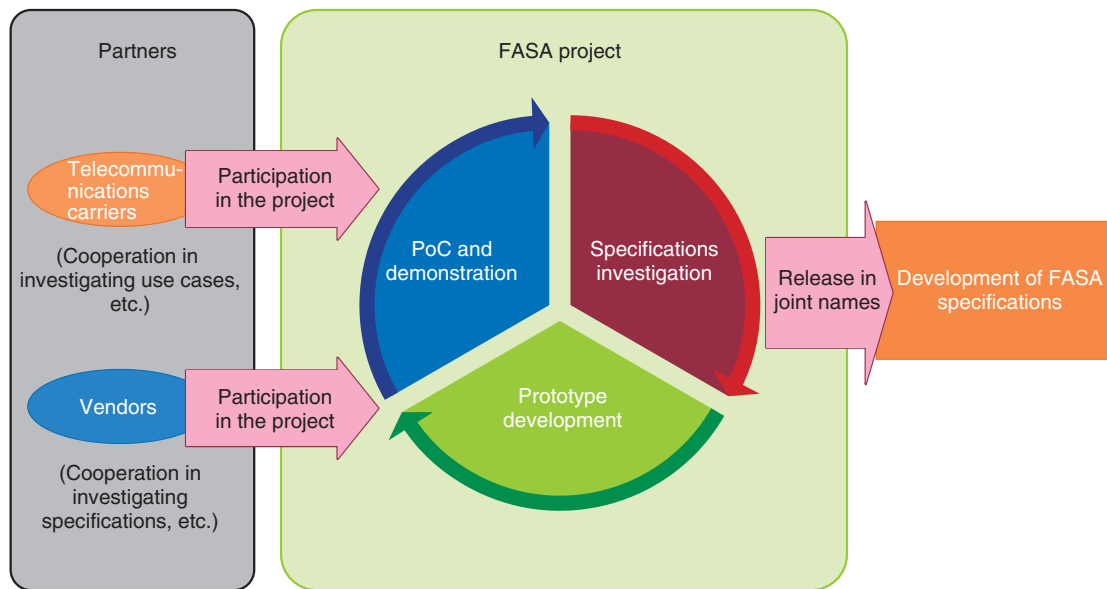 Partners
Telecommu-
nications
carriers
Participation
in the project
(Cooperation in
investigating use cases,
etc.)
Vendors
Participation
in the project
(Cooperation in
investigating
specifications, etc.)
FASA project
PoC and
demonstration
Specifications
investigation
Prototype
development
Release in
joint names
Development of FASA
specifications